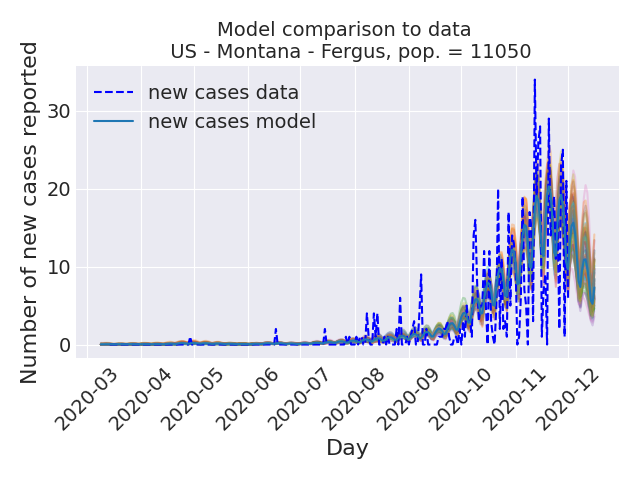 Model comparison to data
US - Montana - Fergus, pop. = 11050
new cases data
new cases model
Number of new cases reported
30
20
10
0
2020-03
2020-04
2020-05
2020-06
2020-07
2020-08
2020-09
2020-10
2020-11
2020-12
Day